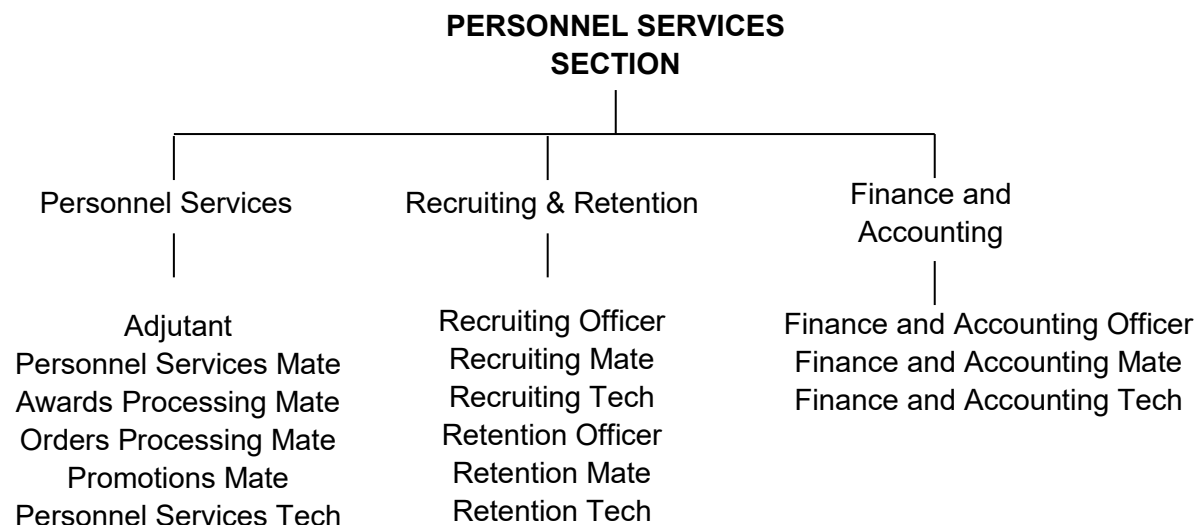 PERSONNEL SERVICES
SECTION
Personnel Services
Recruiting & Retention
Finance and
Accounting
Adjutant
Personnel Services Mate
Awards Processing Mate
Orders Processing Mate
Promotions Mate
Personnel Services Tech
Recruiting Officer
Recruiting Mate
Recruiting Tech
Retention Officer
Retention Mate
Retention Tech
Finance and Accounting Officer
Finance and Accounting Mate
Finance and Accounting Tech